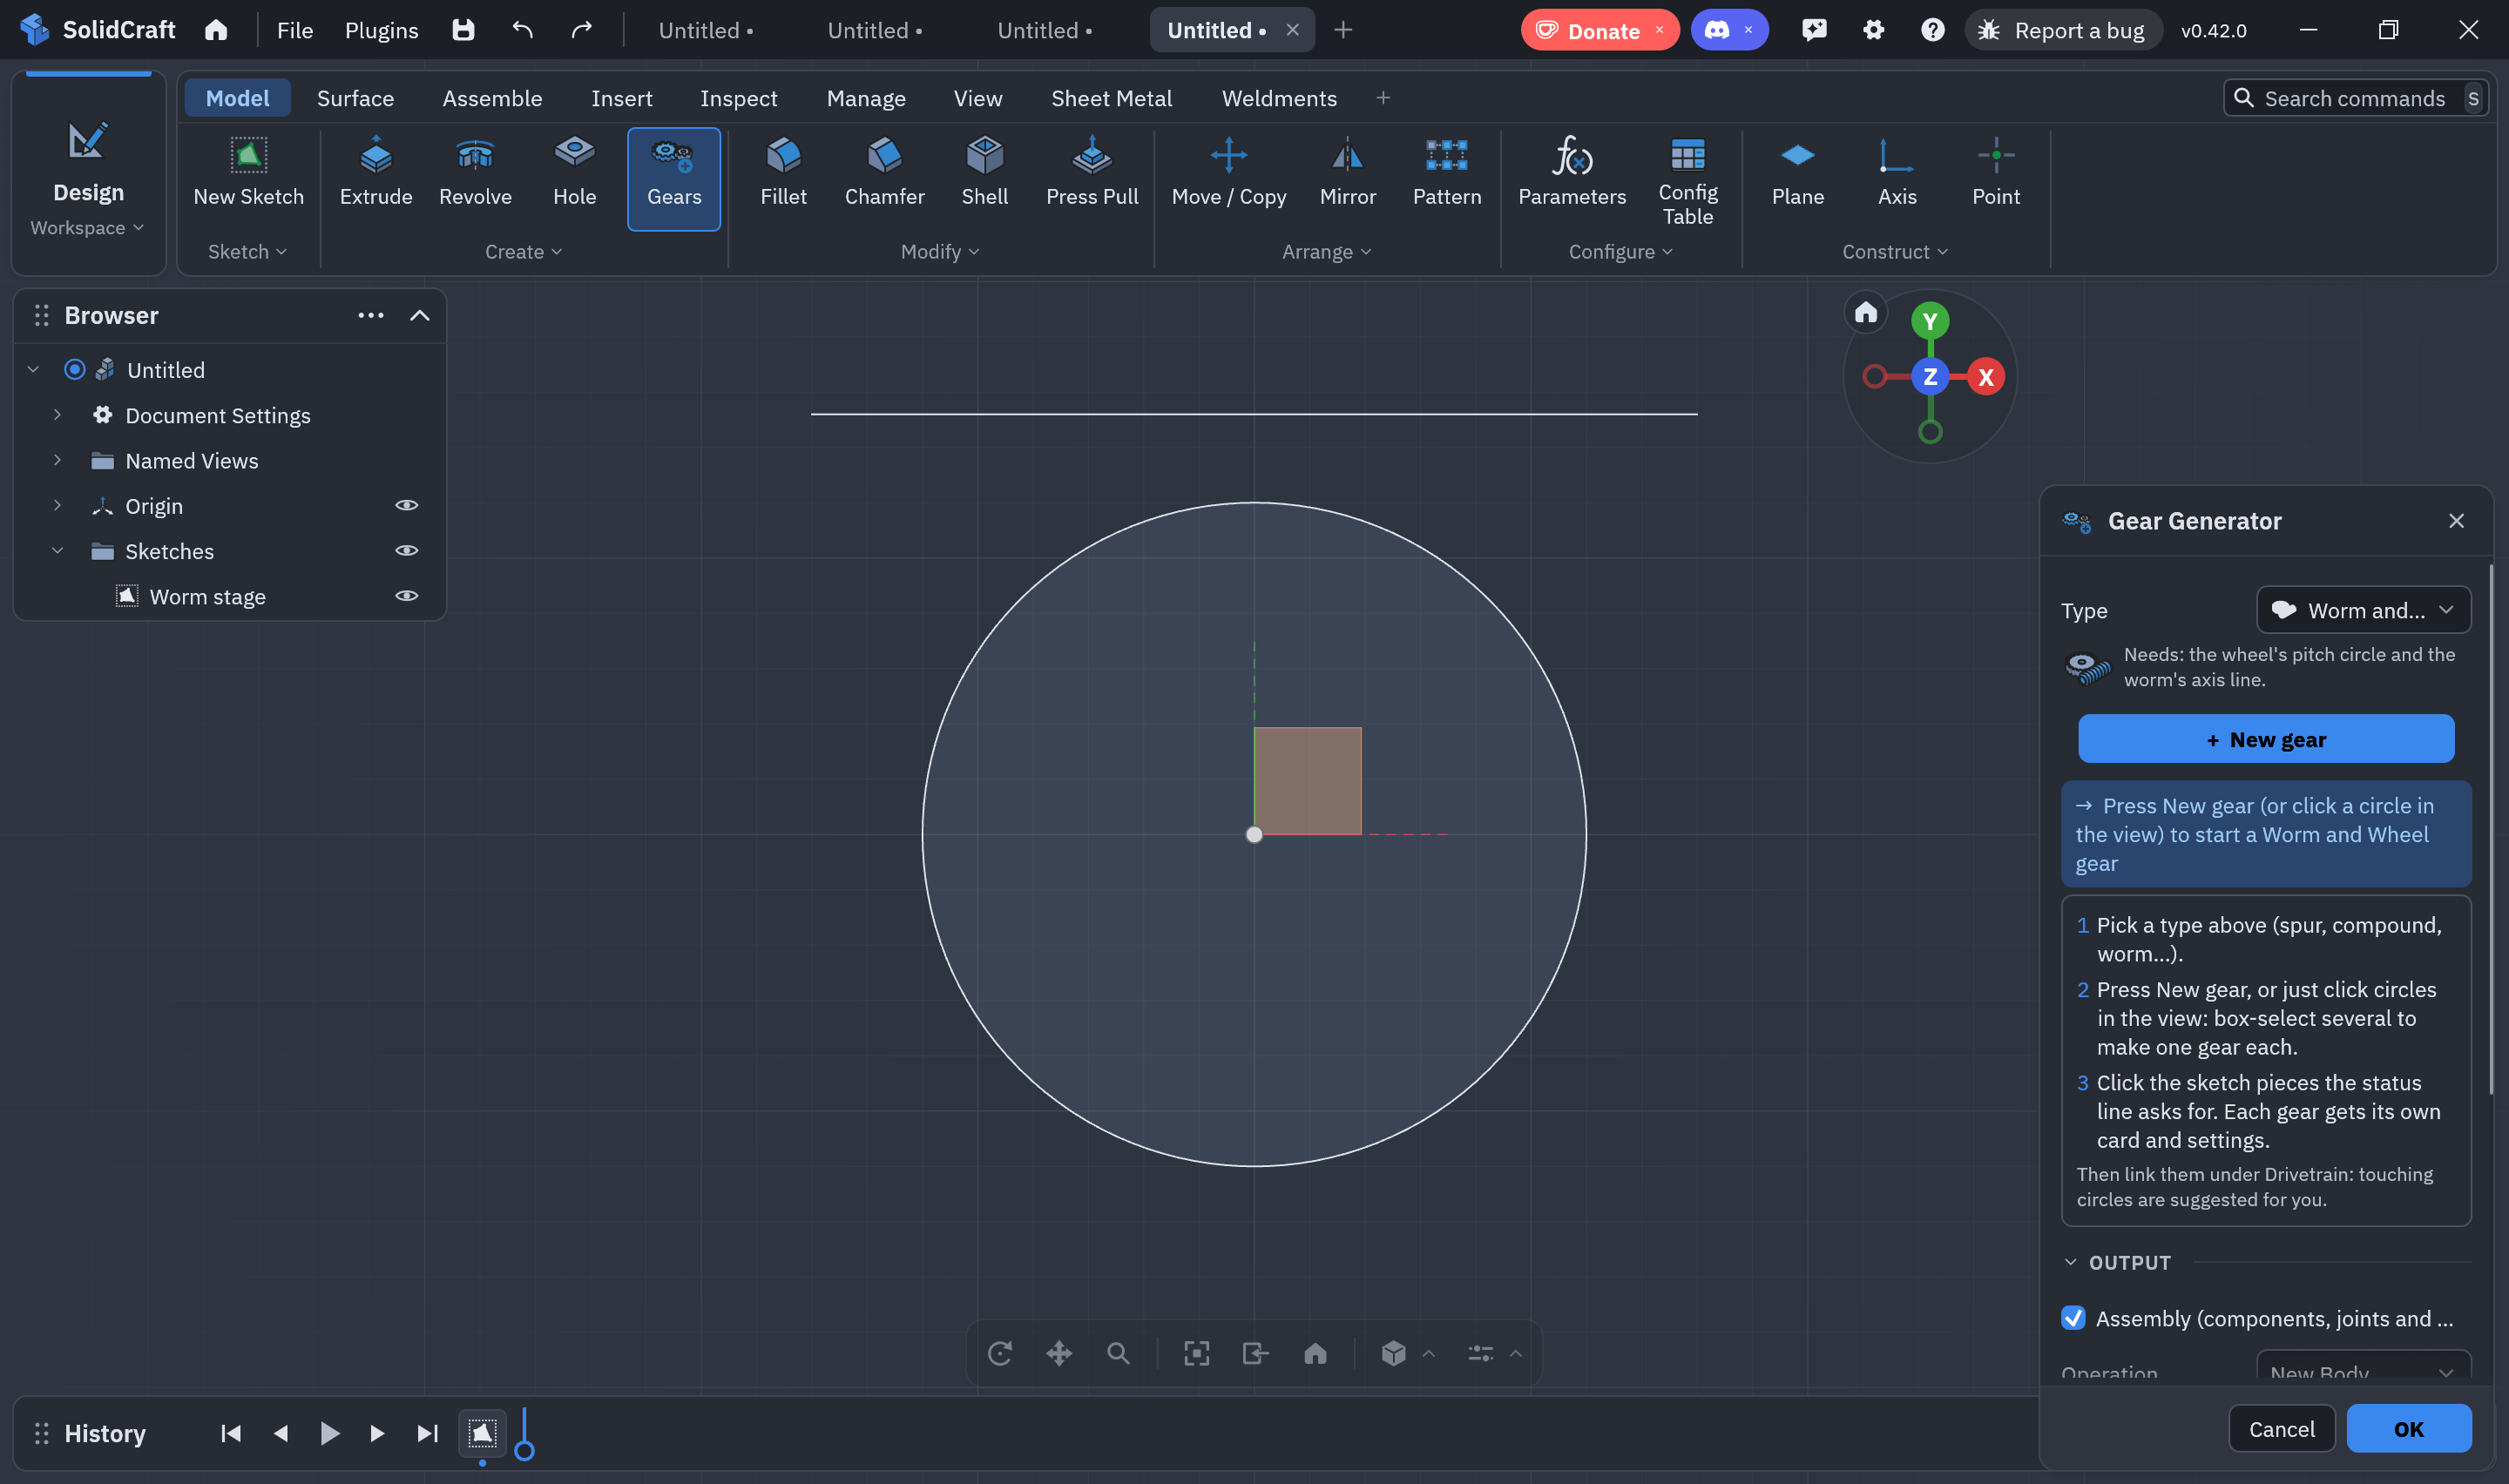 SolidCraft File Plugins Untitled • Untitled • Untitled • Untitled • Donate × × Report a bug v0.42.0
Model Surface Assemble Insert Inspect Manage View Sheet Metal Weldments Search commands S
Design
Workspace
New Sketch Extrude Revolve Hole Gears Fillet Chamfer Shell Press Pull Move / Copy Mirror Pattern Parameters Config Table Plane Axis Point
Sketch Create Modify Arrange Configure Construct
Browser
Untitled
Document Settings
Named Views
Origin
Sketches
Worm stage
Y
Z X
Gear Generator
Type Worm and...
Needs: the wheel's pitch circle and the
worm's axis line.
+ New gear
→ Press New gear (or click a circle in
the view) to start a Worm and Wheel
gear
1 Pick a type above (spur, compound,
worm...).
2 Press New gear, or just click circles
in the view: box-select several to
make one gear each.
3 Click the sketch pieces the status
line asks for. Each gear gets its own
card and settings.
Then link them under Drivetrain: touching
circles are suggested for you.
OUTPUT
Assembly (components, joints and ...
Operation New Body
Cancel OK
History